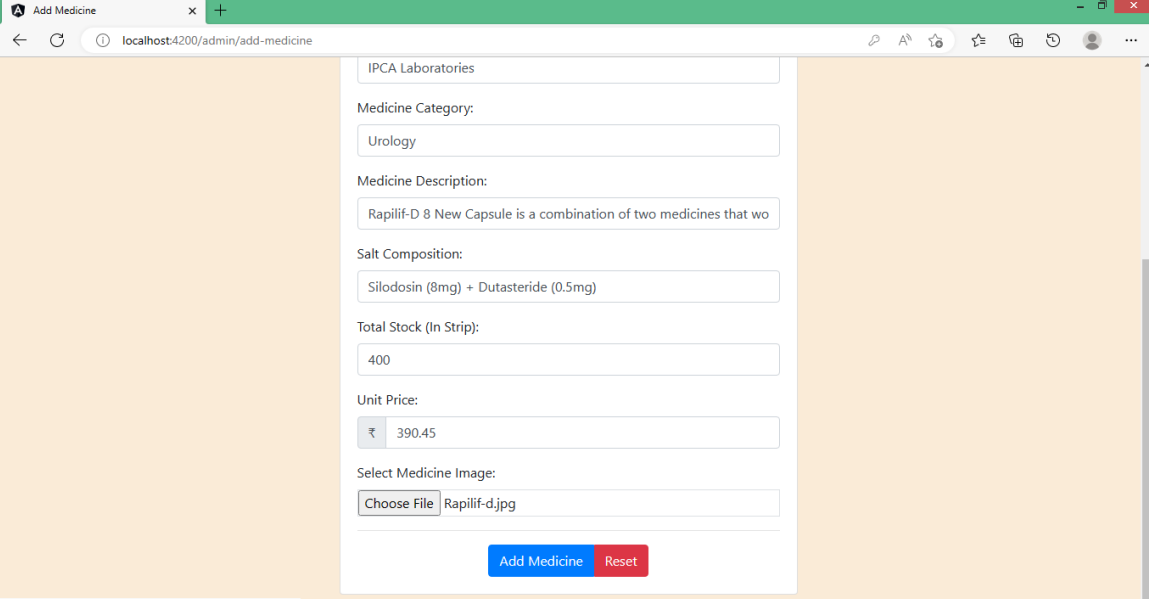 Add Medicine
localhost:4200/admin/add-medicine
IPCA Laboratories
Medicine Category:
Urology
Medicine Description:
Rapilif-D 8 New Capsule is a combination of two medicines that wo
Salt Composition:
Silodosin (8mg) + Dutasteride (0.5mg)
Total Stock (In Strip):
400
Unit Price:
₹ 390.45
Select Medicine Image:
Choose File Rapilif-d.jpg
Add Medicine Reset